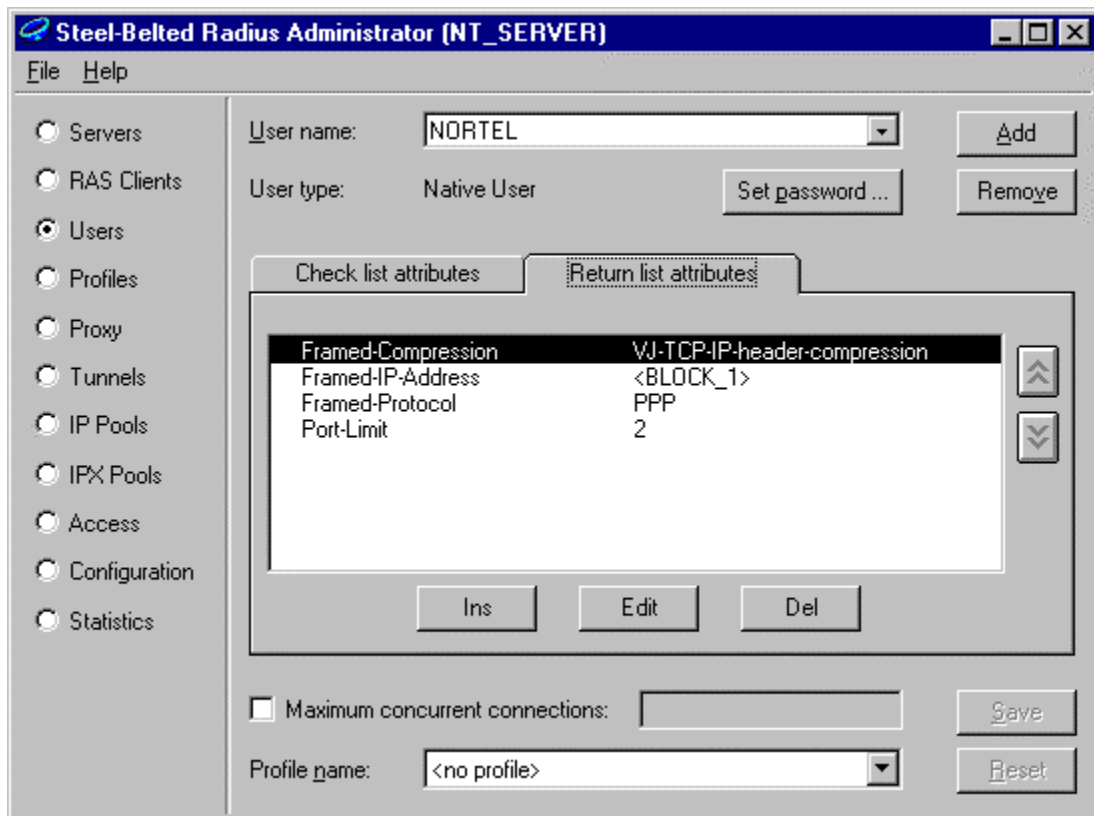 Steel-Belted Radius Administrator (NT_SERVER)
File Help
Servers
RAS Clients
Users
Profiles
Proxy
Tunnels
IP Pools
IPX Pools
Access
Configuration
Statistics
User name: NORTEL Add
User type: Native User Set password ... Remove
Check list attributes Return list attributes
Framed-Compression VJ-TCP-IP-header-compression
Framed-IP-Address <BLOCK_1>
Framed-Protocol PPP
Port-Limit 2
Ins Edit Del
Maximum concurrent connections: Save
Profile name: <no profile> Reset